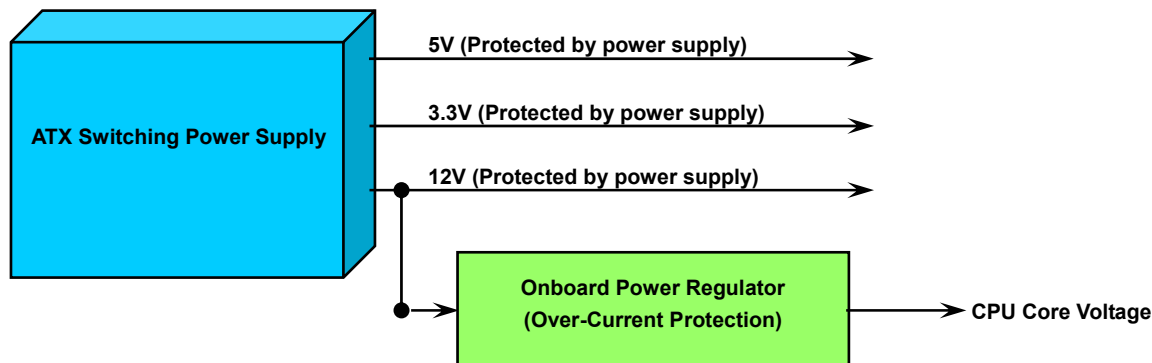 5V (Protected by power supply)
3.3V (Protected by power supply)
ATX Switching Power Supply
12V (Protected by power supply)
Onboard Power Regulator
(Over-Current Protection)
CPU Core Voltage